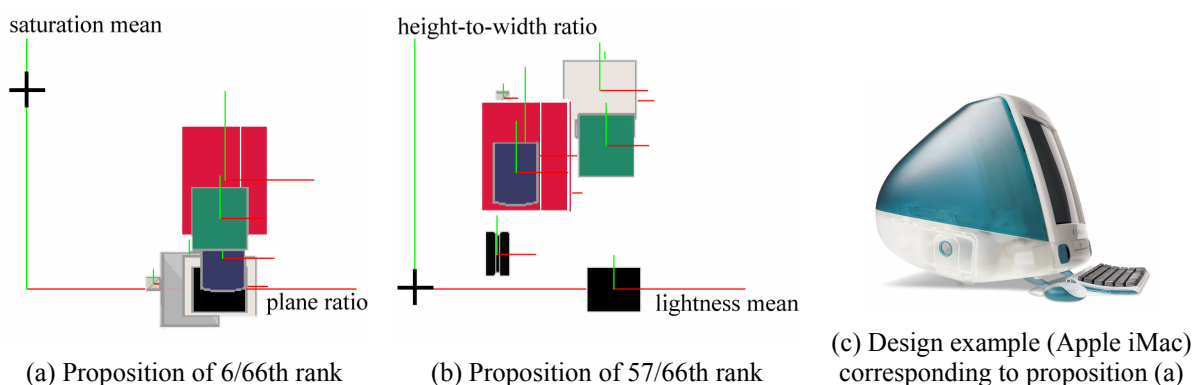 saturation mean
plane ratio
(a) Proposition of 6/66th rank
height-to-width ratio
lightness mean
(b) Proposition of 57/66th rank
(c) Design example (Apple iMac)
corresponding to proposition (a)